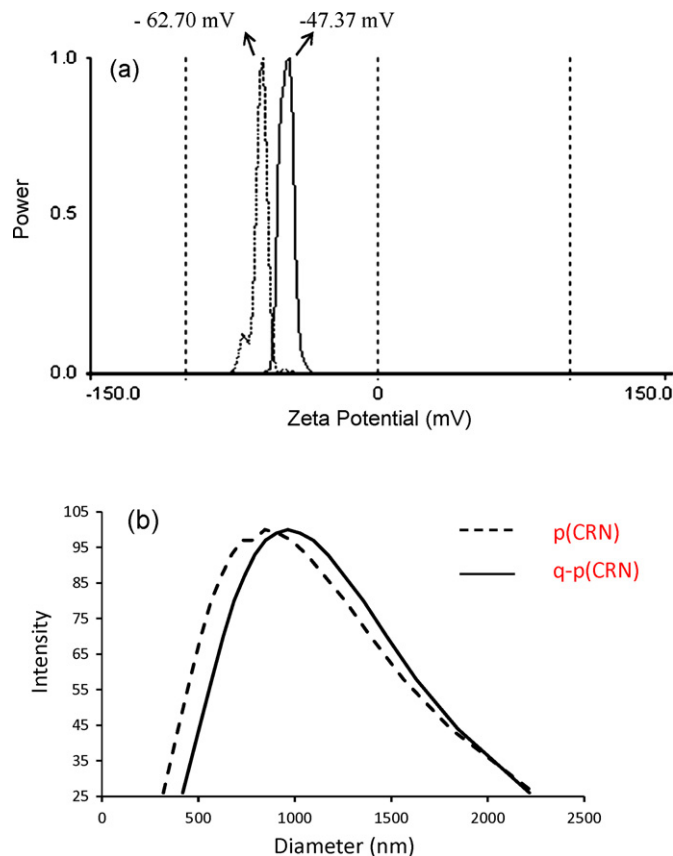 - 62.70 mV
-47.37 mV
(a)
1.0
0.5
0.0
Power
-150.0
0
150.0
Zeta Potential (mV)
(b)
105
95
85
75
65
55
45
35
25
Intensity
p(CRN)
q-p(CRN)
0
500
1000
1500
2000
2500
Diameter (nm)